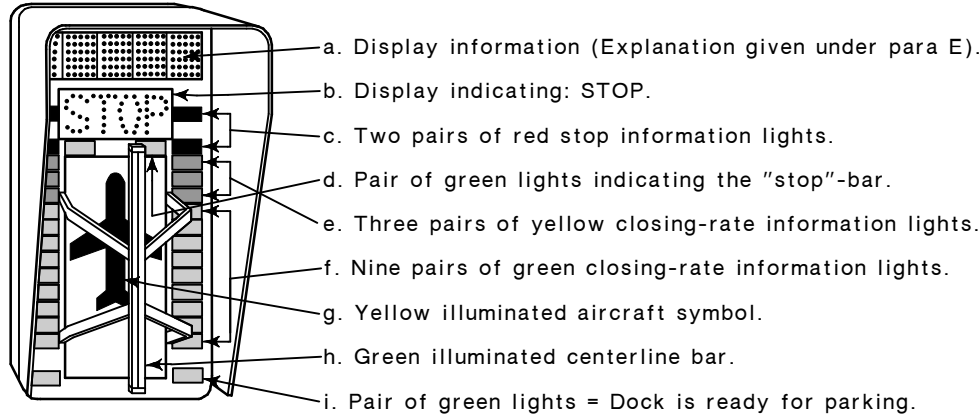 a. Display information (Explanation given under para E).
STOP
b. Display indicating: STOP.
c. Two pairs of red stop information lights.
d. Pair of green lights indicating the "stop"-bar.
e. Three pairs of yellow closing-rate information lights.
f. Nine pairs of green closing-rate information lights.
g. Yellow illuminated aircraft symbol.
h. Green illuminated centerline bar.
i. Pair of green lights = Dock is ready for parking.